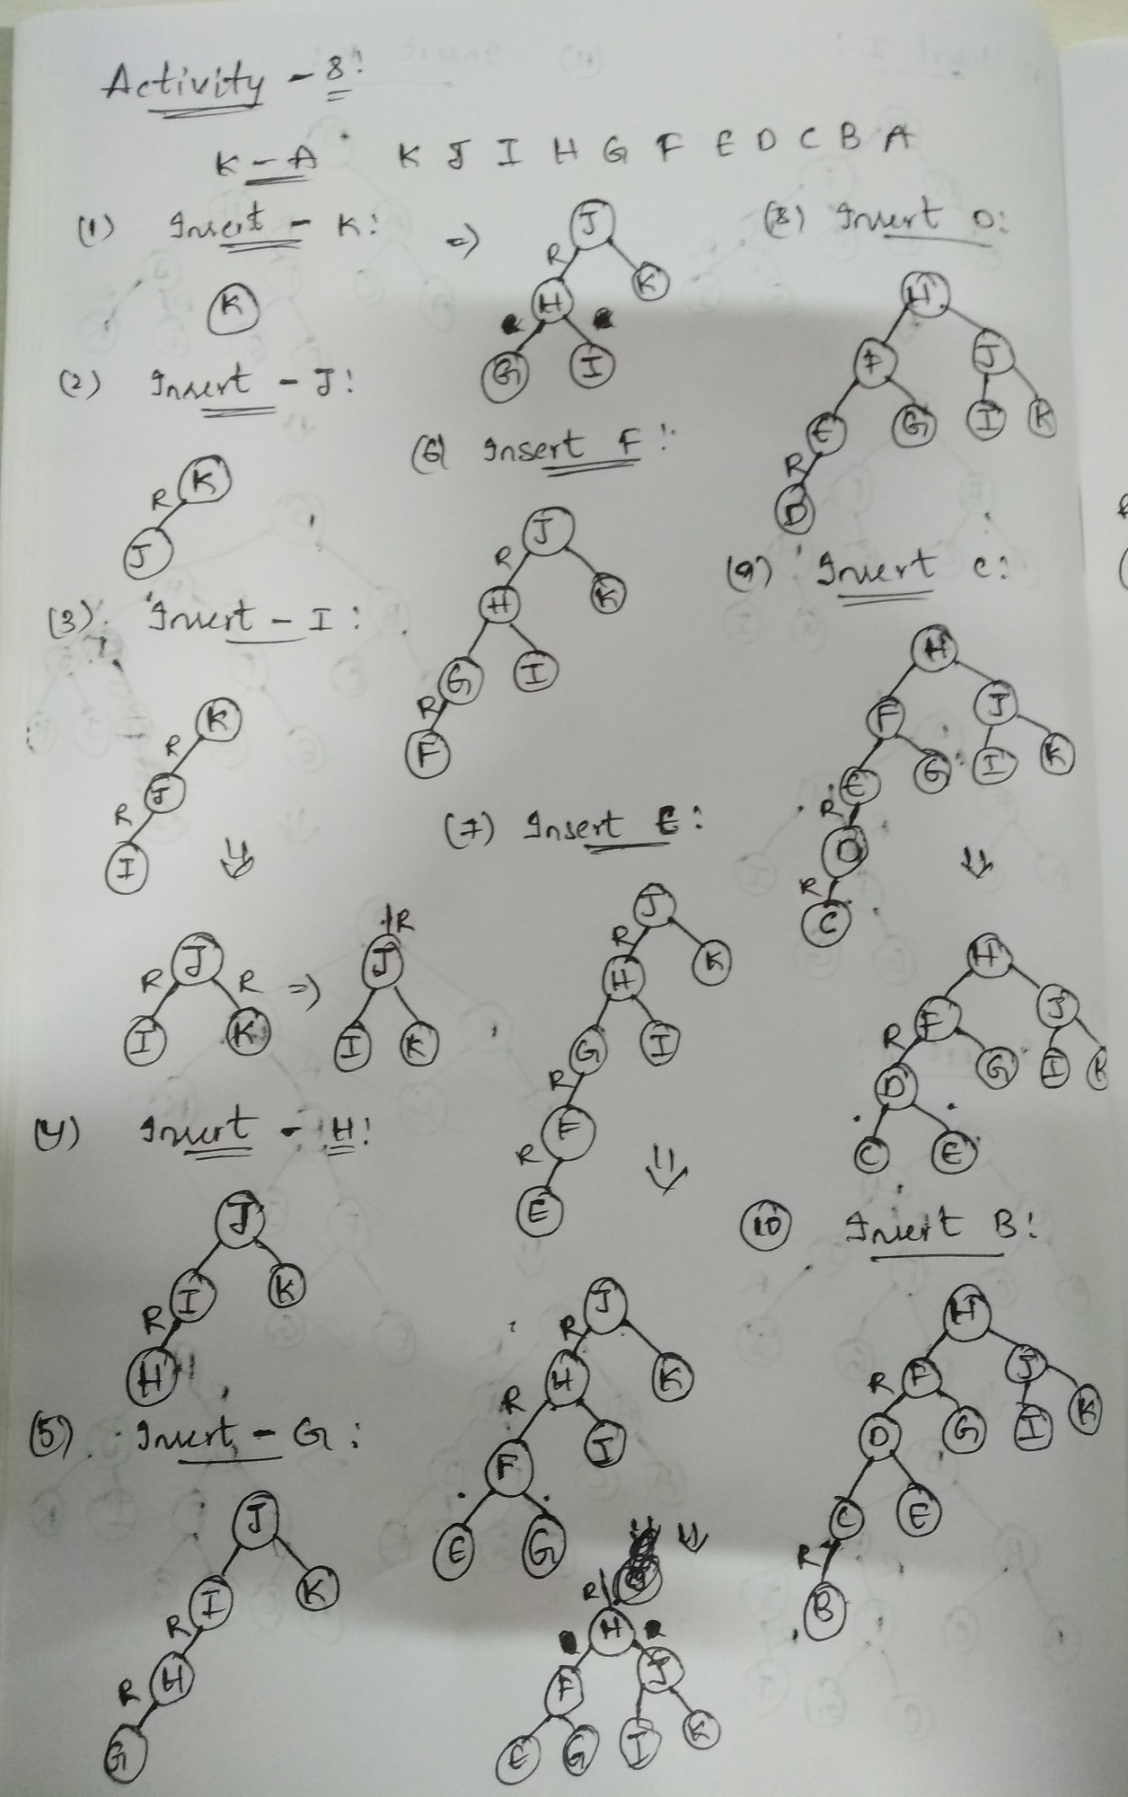 Activity - 8:
K - A K J I H G F E D C B A
(1) Insert - K:
K
(2) Insert - J:
K
R
J
(3) Insert - I:
K
R
J
R
I
J
R R
I K
=)
R
J
I K
(4) Insert - H:
J
I K
R
H
(5) Insert - G:
J
I K
R
H
R
G
=)
J
R
H K
G I
(6) Insert F:
J
R
H K
G I
R
F
(7) Insert E:
J
R
H K
G I
R
F
R
E
J
R
H K
R
F I
E G
R
H
F J
E G I K
(8) Insert D:
H
F J
E G I K
R
D
(9) Insert C:
H
F J
E G I K
R
D
R
C
H
F J
R
D G I K
C E
(10) Insert B:
H
R F J
D G I K
C E
R
B